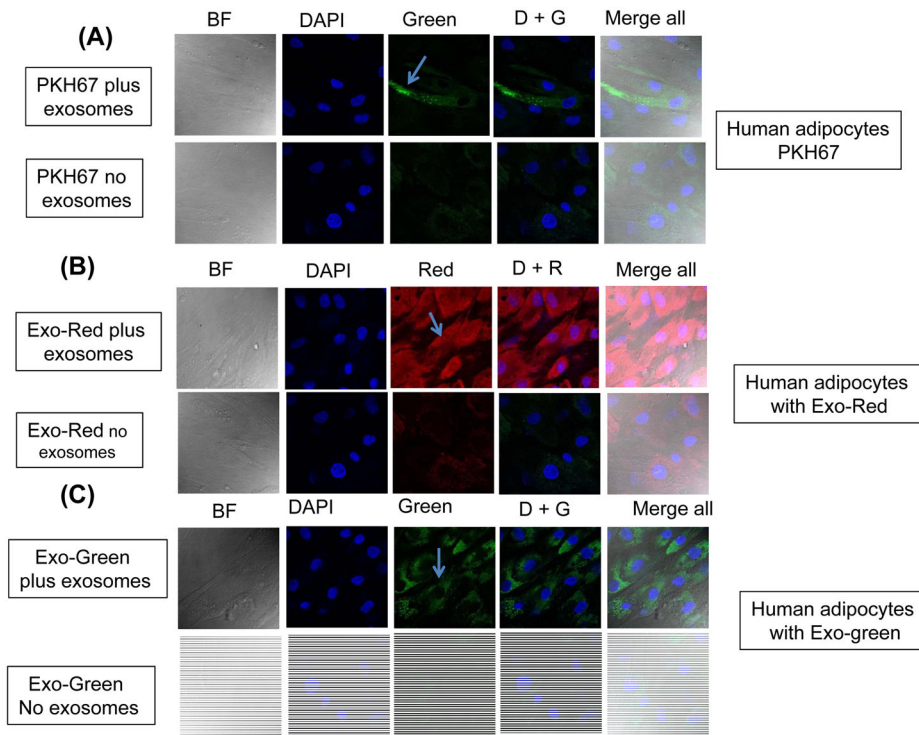 (A)
BF DAPI Green D + G Merge all
PKH67 plus
exosomes
PKH67 no
exosomes
Human adipocytes
PKH67
(B)
BF DAPI Red D + R Merge all
Exo-Red plus
exosomes
Exo-Red no
exosomes
Human adipocytes
with Exo-Red
(C)
BF DAPI Green D + G Merge all
Exo-Green
plus exosomes
Exo-Green
No exosomes
Human adipocytes
with Exo-green